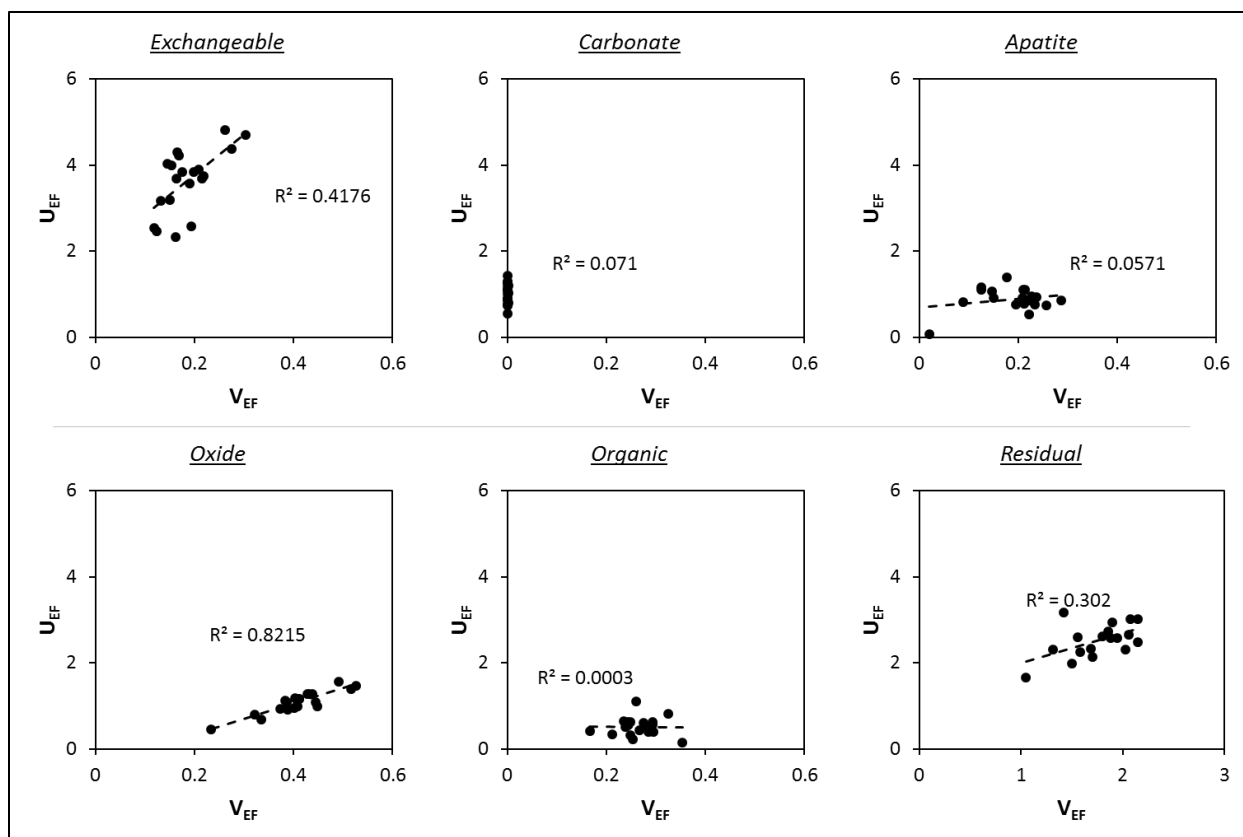 Exchangeable
Carbonate
Apatite
6
4
2
0
U_EF
R² = 0.4176
0 0.2 0.4 0.6
V_EF
6
4
2
0
U_EF
R² = 0.071
0 0.2 0.4 0.6
V_EF
6
4
2
0
U_EF
R² = 0.0571
0 0.2 0.4 0.6
V_EF
Oxide
Organic
Residual
6
4
2
0
U_EF
R² = 0.8215
0 0.2 0.4 0.6
V_EF
6
4
2
0
U_EF
R² = 0.0003
0 0.2 0.4 0.6
V_EF
6
4
2
0
U_EF
R² = 0.302
0 1 2 3
V_EF